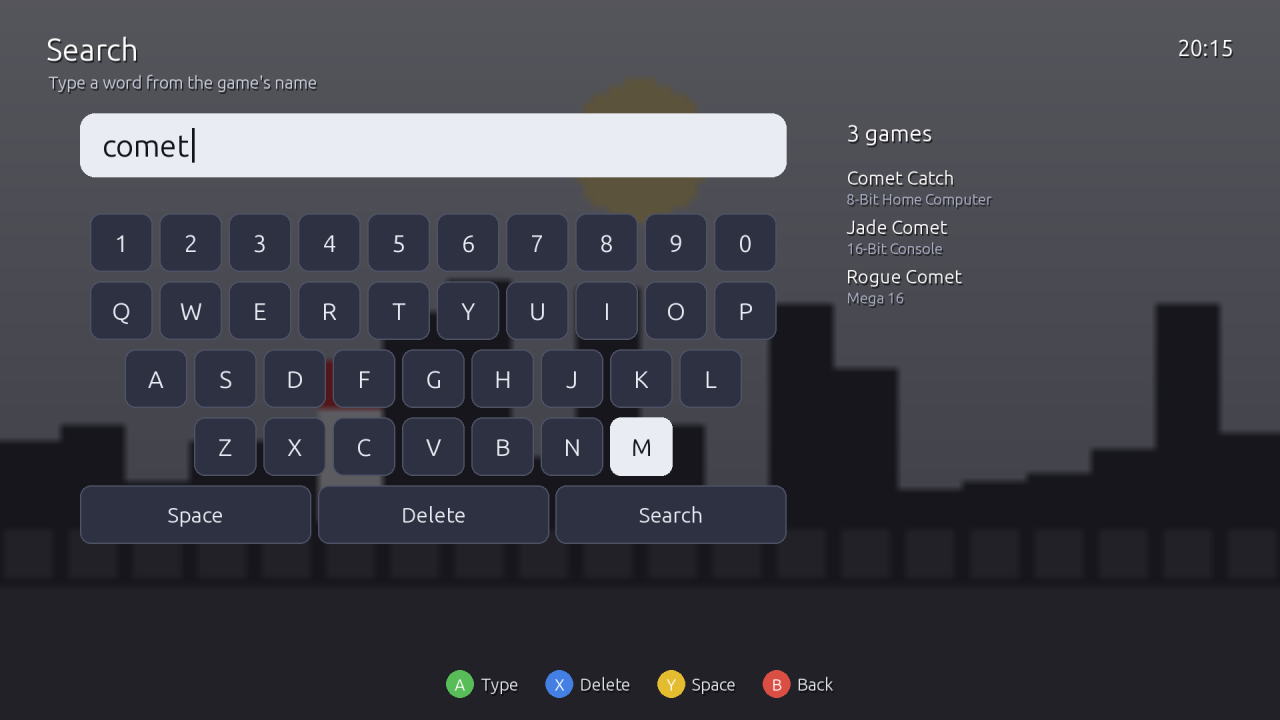 Search
20:15
Type a word from the game's name
comet
3 games
Comet Catch
8-Bit Home Computer
Jade Comet
16-Bit Console
Rogue Comet
Mega 16
1 2 3 4 5 6 7 8 9 0
Q W E R T Y U I O P
A S D F G H J K L
Z X C V B N M
Space Delete Search
A Type X Delete Y Space B Back